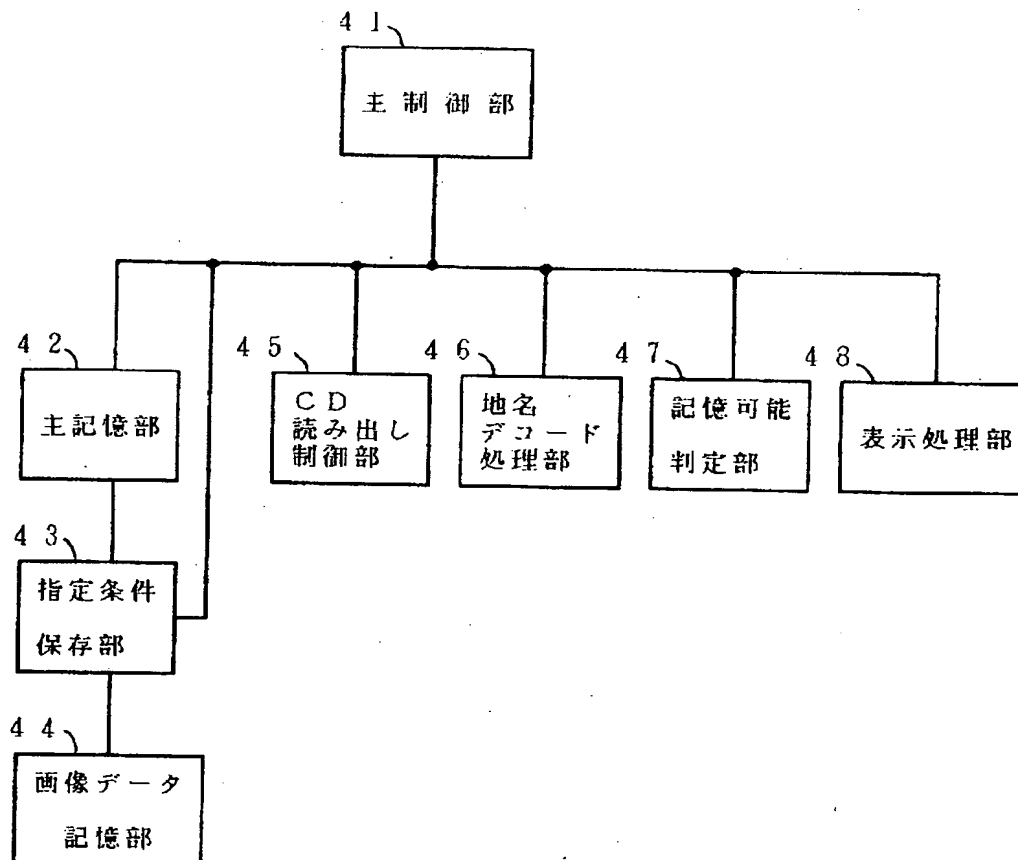 41
主制御部
42
主記憶部
45
CD
読み出し
制御部
46
地名
デコード
処理部
47
記憶可能
判定部
48
表示処理部
43
指定条件
保存部
44
画像データ
記憶部